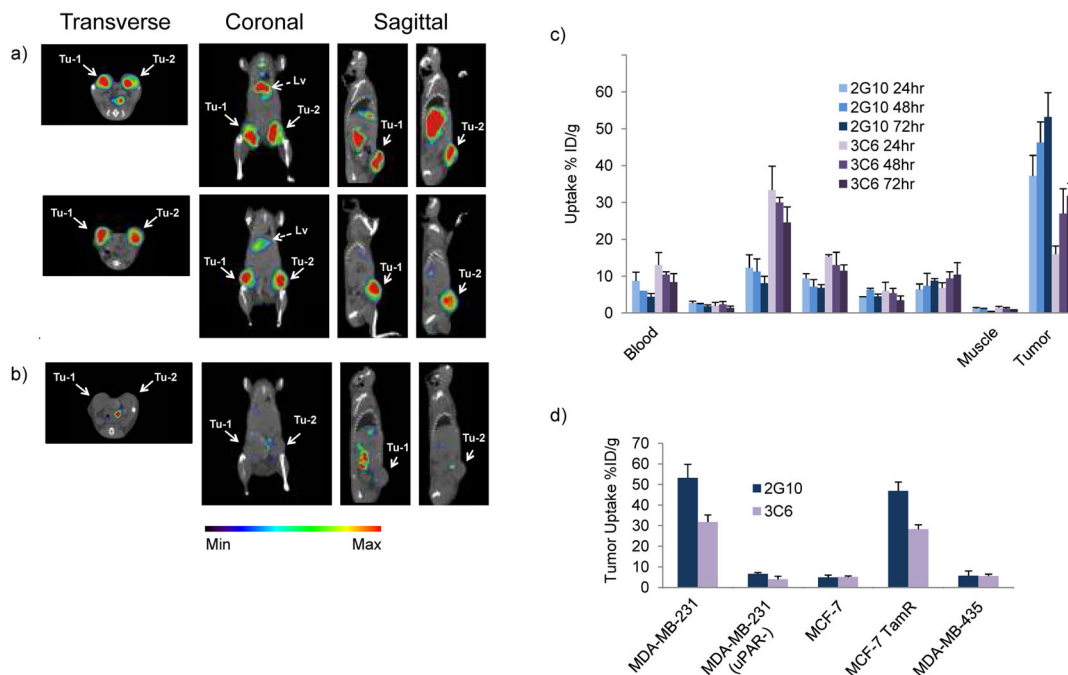 Transverse Coronal Sagittal
a)
Tu-1 Tu-2
Tu-1 Lv Tu-2
Tu-1
Tu-2
Tu-1 Tu-2
Tu-1 Lv Tu-2
Tu-1
Tu-2
b)
Tu-1 Tu-2
Tu-1 Tu-2
Tu-1
Tu-2
Min Max
c)
Uptake % ID/g
60
50
40
30
20
10
0
2G10 24hr
2G10 48hr
2G10 72hr
3C6 24hr
3C6 48hr
3C6 72hr
Blood Muscle Tumor
d)
Tumor Uptake %ID/g
70
60
50
40
30
20
10
0
2G10
3C6
MDA-MB-231
MDA-MB-231
(uPAR-)
MCF-7
MCF-7 TamR
MDA-MB-435